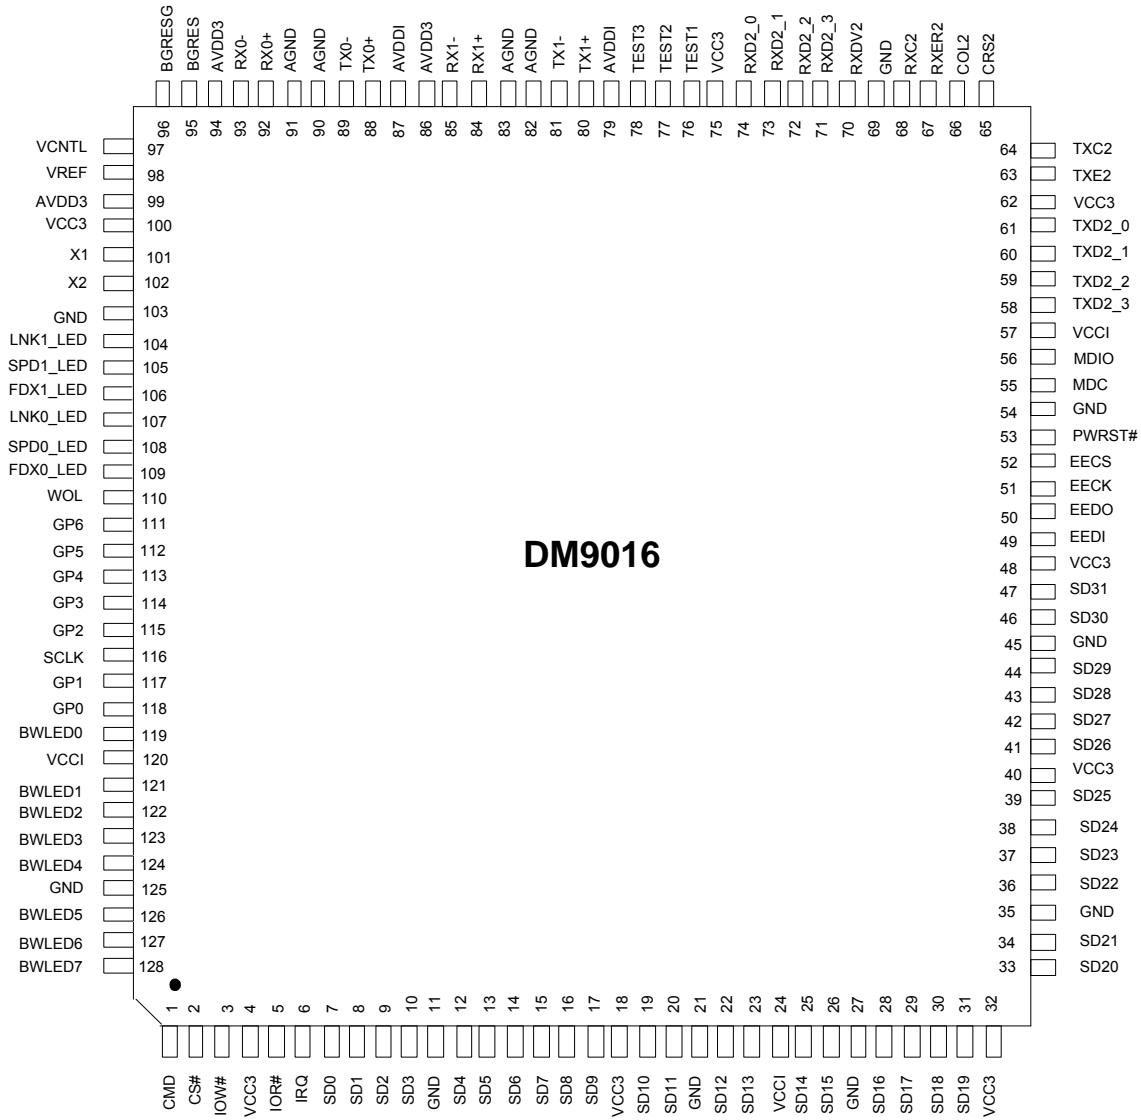 BGRESG
BGRES
AVDD3
RX0-
RX0+
AGND
AGND
TX0-
TX0+
AVDDI
AVDD3
RX1-
RX1+
AGND
AGND
TX1-
TX1+
AVDDI
TEST3
TEST2
TEST1
VCC3
RXD2_0
RXD2_1
RXD2_2
RXD2_3
RXDV2
GND
RXC2
RXER2
COL2
CRS2
96
95
94
93
92
91
90
89
88
87
86
85
84
83
82
81
80
79
78
77
76
75
74
73
72
71
70
69
68
67
66
65
VCNTL 97
VREF 98
AVDD3 99
VCC3 100
X1 101
X2 102
GND 103
LNK1_LED 104
SPD1_LED 105
FDX1_LED 106
LNK0_LED 107
SPD0_LED 108
FDX0_LED 109
WOL 110
GP6 111
GP5 112
GP4 113
GP3 114
GP2 115
SCLK 116
GP1 117
GP0 118
BWLED0 119
VCCI 120
BWLED1 121
BWLED2 122
BWLED3 123
BWLED4 124
GND 125
BWLED5 126
BWLED6 127
BWLED7 128
DM9016
64 TXC2
63 TXE2
62 VCC3
61 TXD2_0
60 TXD2_1
59 TXD2_2
58 TXD2_3
57 VCCI
56 MDIO
55 MDC
54 GND
53 PWRST#
52 EECS
51 EECK
50 EEDO
49 EEDI
48 VCC3
47 SD31
46 SD30
45 GND
44 SD29
43 SD28
42 SD27
41 SD26
40 VCC3
39 SD25
38 SD24
37 SD23
36 SD22
35 GND
34 SD21
33 SD20
1
2
3
4
5
6
7
8
9
10
11
12
13
14
15
16
17
18
19
20
21
22
23
24
25
26
27
28
29
30
31
32
CMD
CS#
IOW#
VCC3
IOR#
IRQ
SD0
SD1
SD2
SD3
GND
SD4
SD5
SD6
SD7
SD8
SD9
VCC3
SD10
SD11
GND
SD12
SD13
VCCI
SD14
SD15
GND
SD16
SD17
SD18
SD19
VCC3